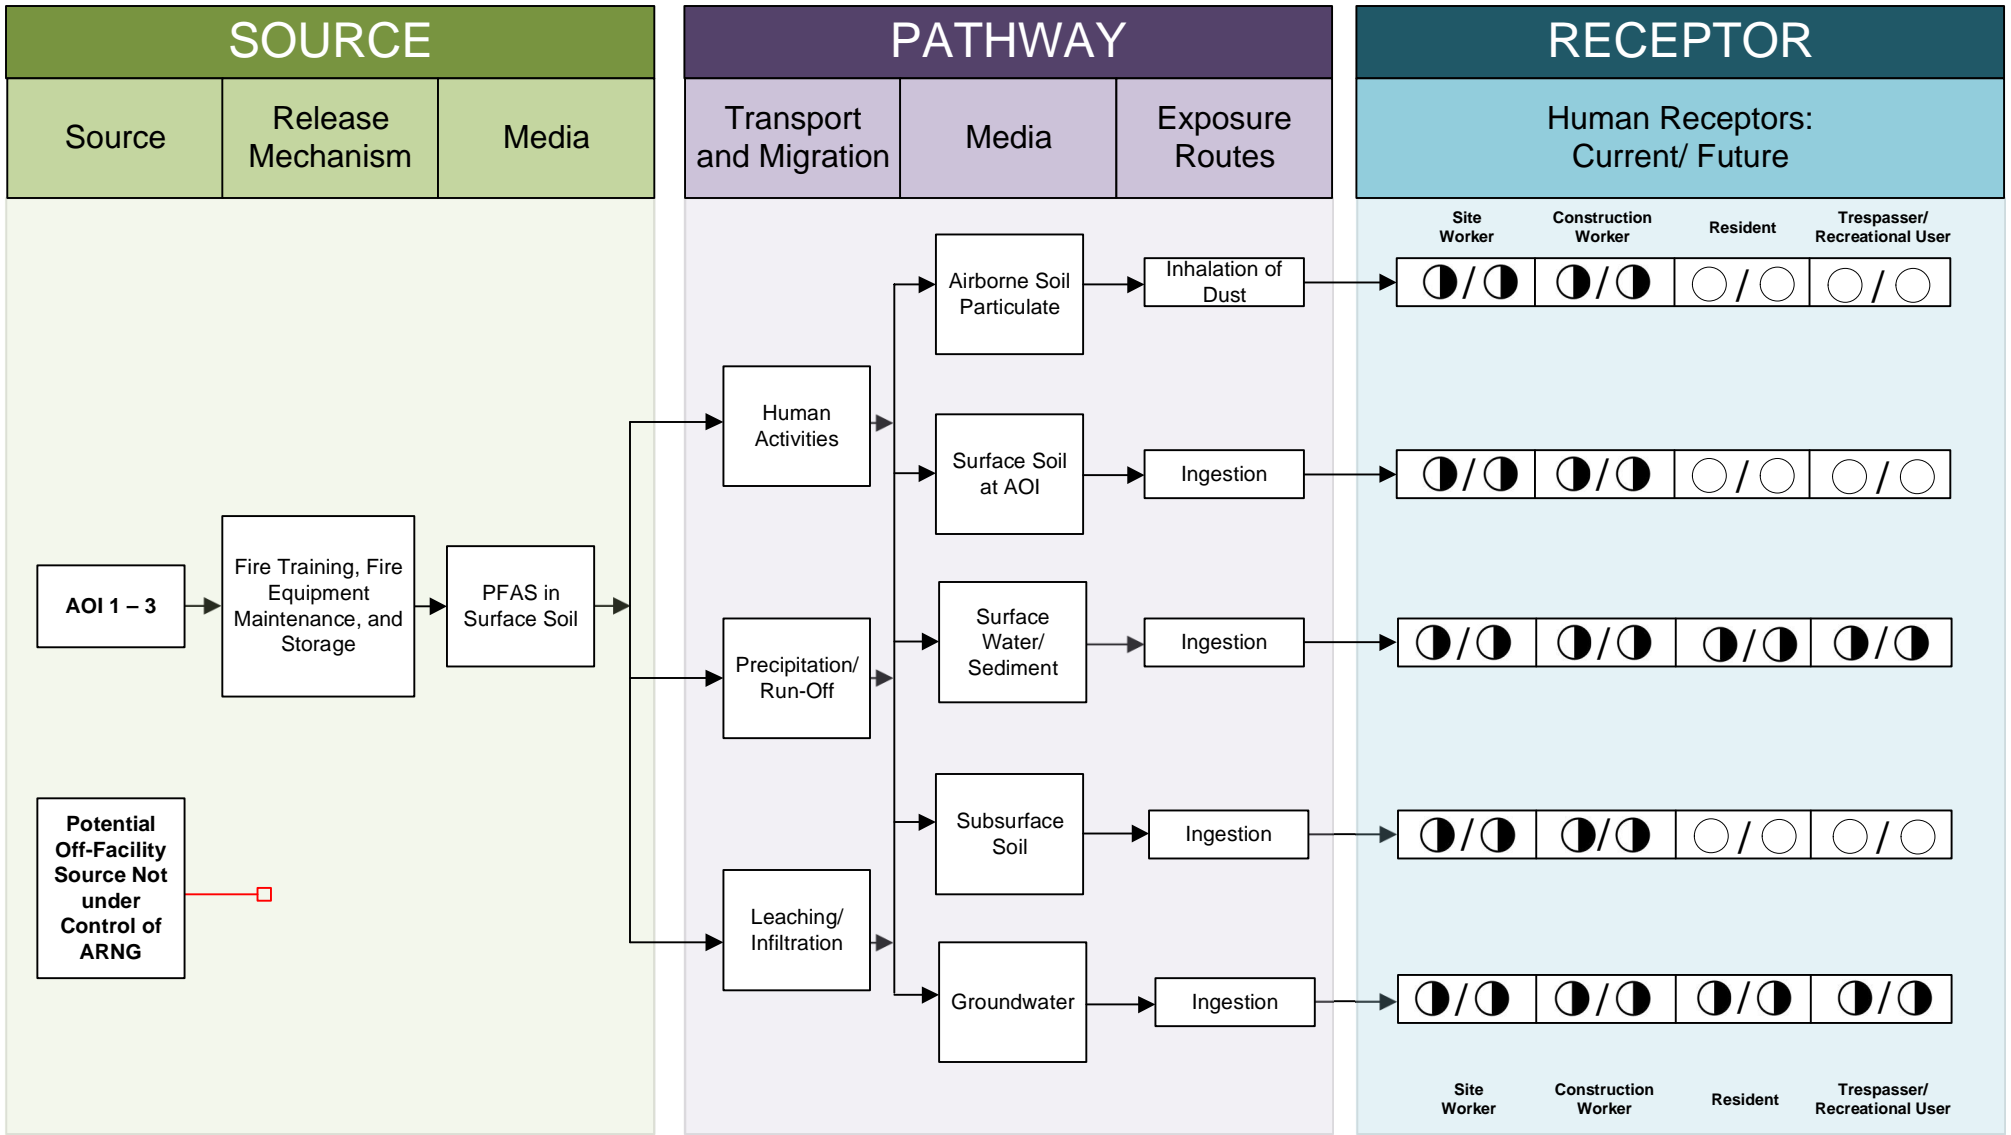 SOURCE
PATHWAY
RECEPTOR
Source
Release
Mechanism
Media
Transport
and Migration
Media
Exposure
Routes
Human Receptors:
Current/ Future
Site
Worker
Construction
Worker
Resident
Trespasser/
Recreational User
Airborne Soil
Particulate
Inhalation of
Dust
/
/
/
/
Human
Activities
Surface Soil
at AOI
Ingestion
/
/
/
/
AOI 1 – 3
Fire Training, Fire
Equipment
Maintenance, and
Storage
PFAS in
Surface Soil
Precipitation/
Run-Off
Surface
Water/
Sediment
Ingestion
/
/
/
/
Potential
Off-Facility
Source Not
under
Control of
ARNG
Subsurface
Soil
Ingestion
/
/
/
/
Leaching/
Infiltration
Groundwater
Ingestion
/
/
/
/
Site
Worker
Construction
Worker
Resident
Trespasser/
Recreational User